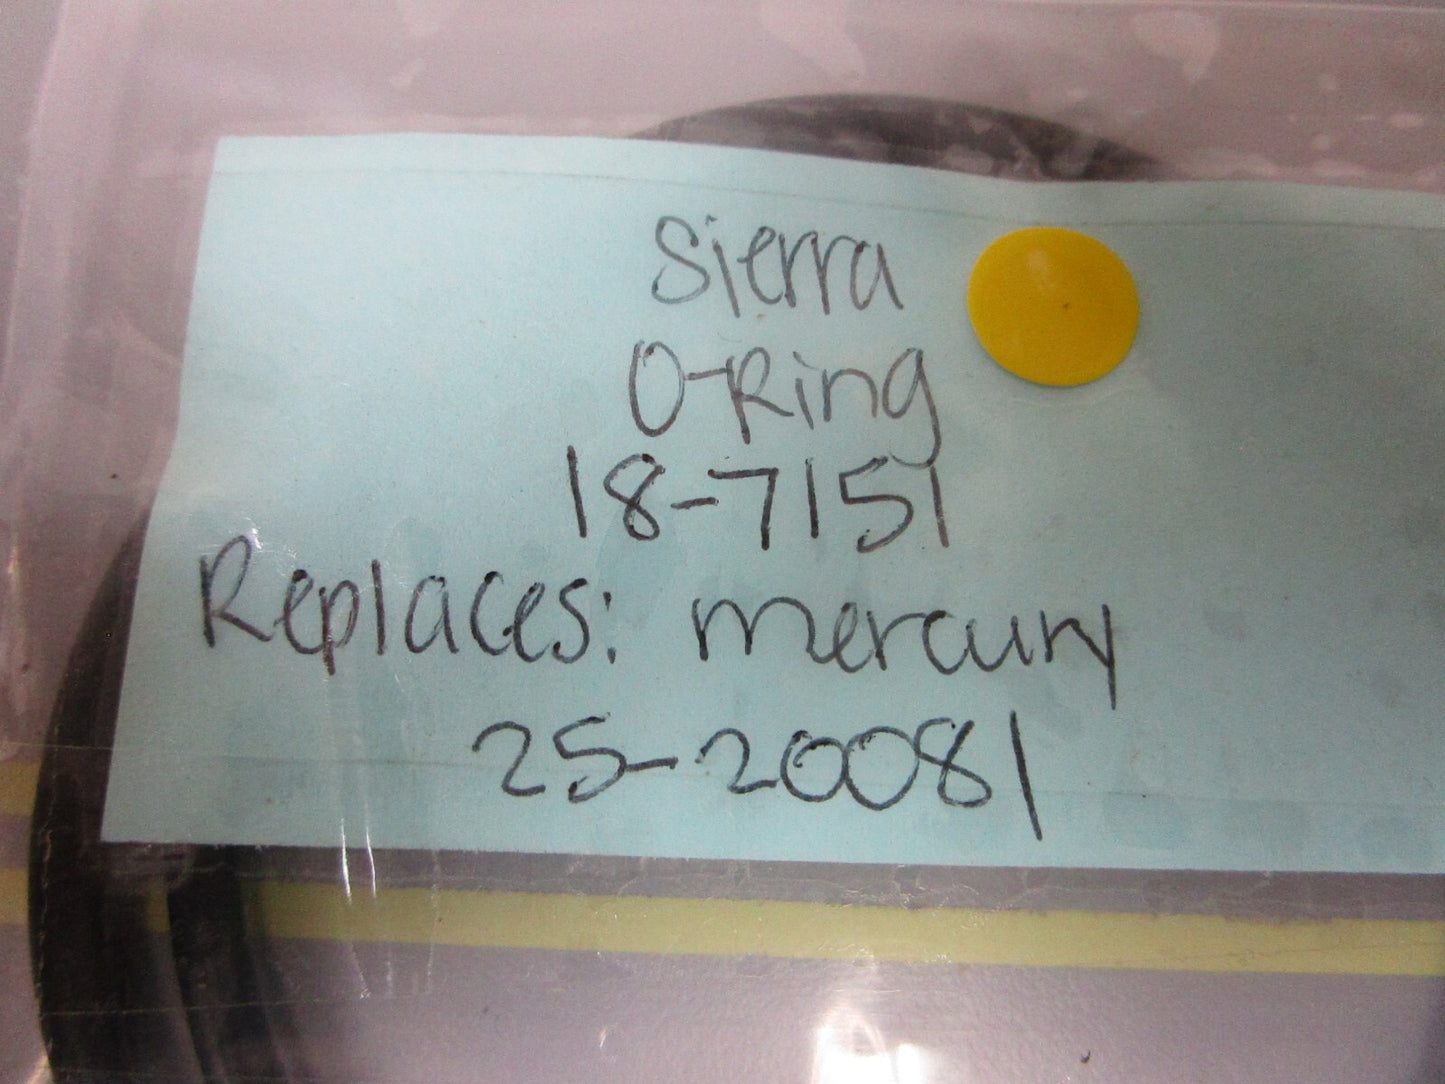 Sierra
O-Ring
18-7151
Replaces: mercury
25-20081